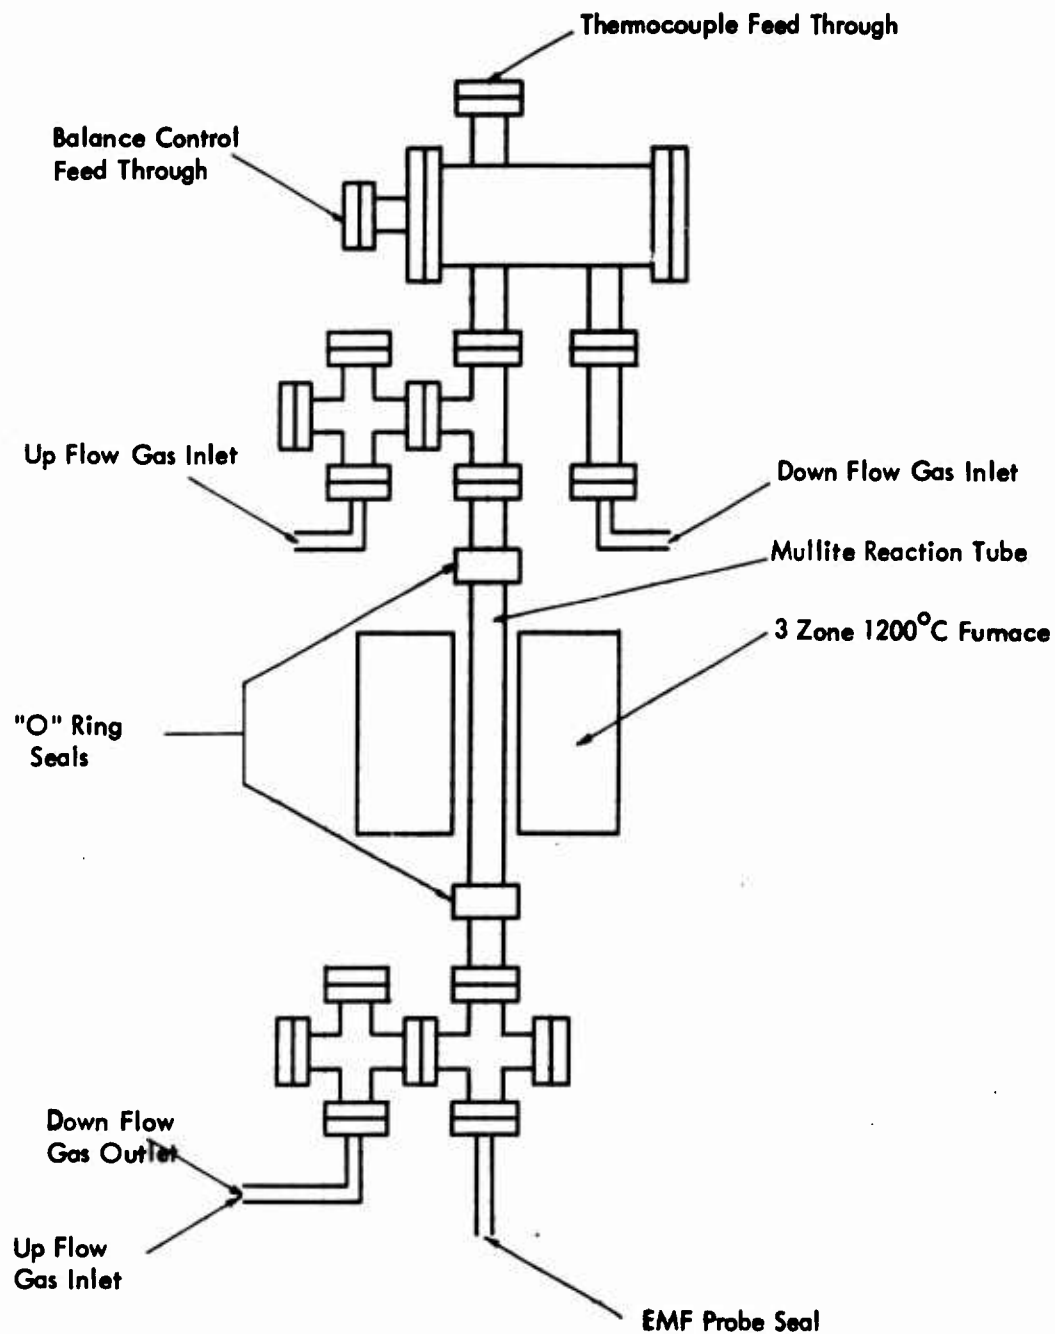 Thermocouple Feed Through
Balance Control
Feed Through
Up Flow Gas Inlet
Down Flow Gas Inlet
Mullite Reaction Tube
3 Zone 1200°C Furnace
"O" Ring
Seals
Down Flow
Gas Outlet
Up Flow
Gas Inlet
EMF Probe Seal